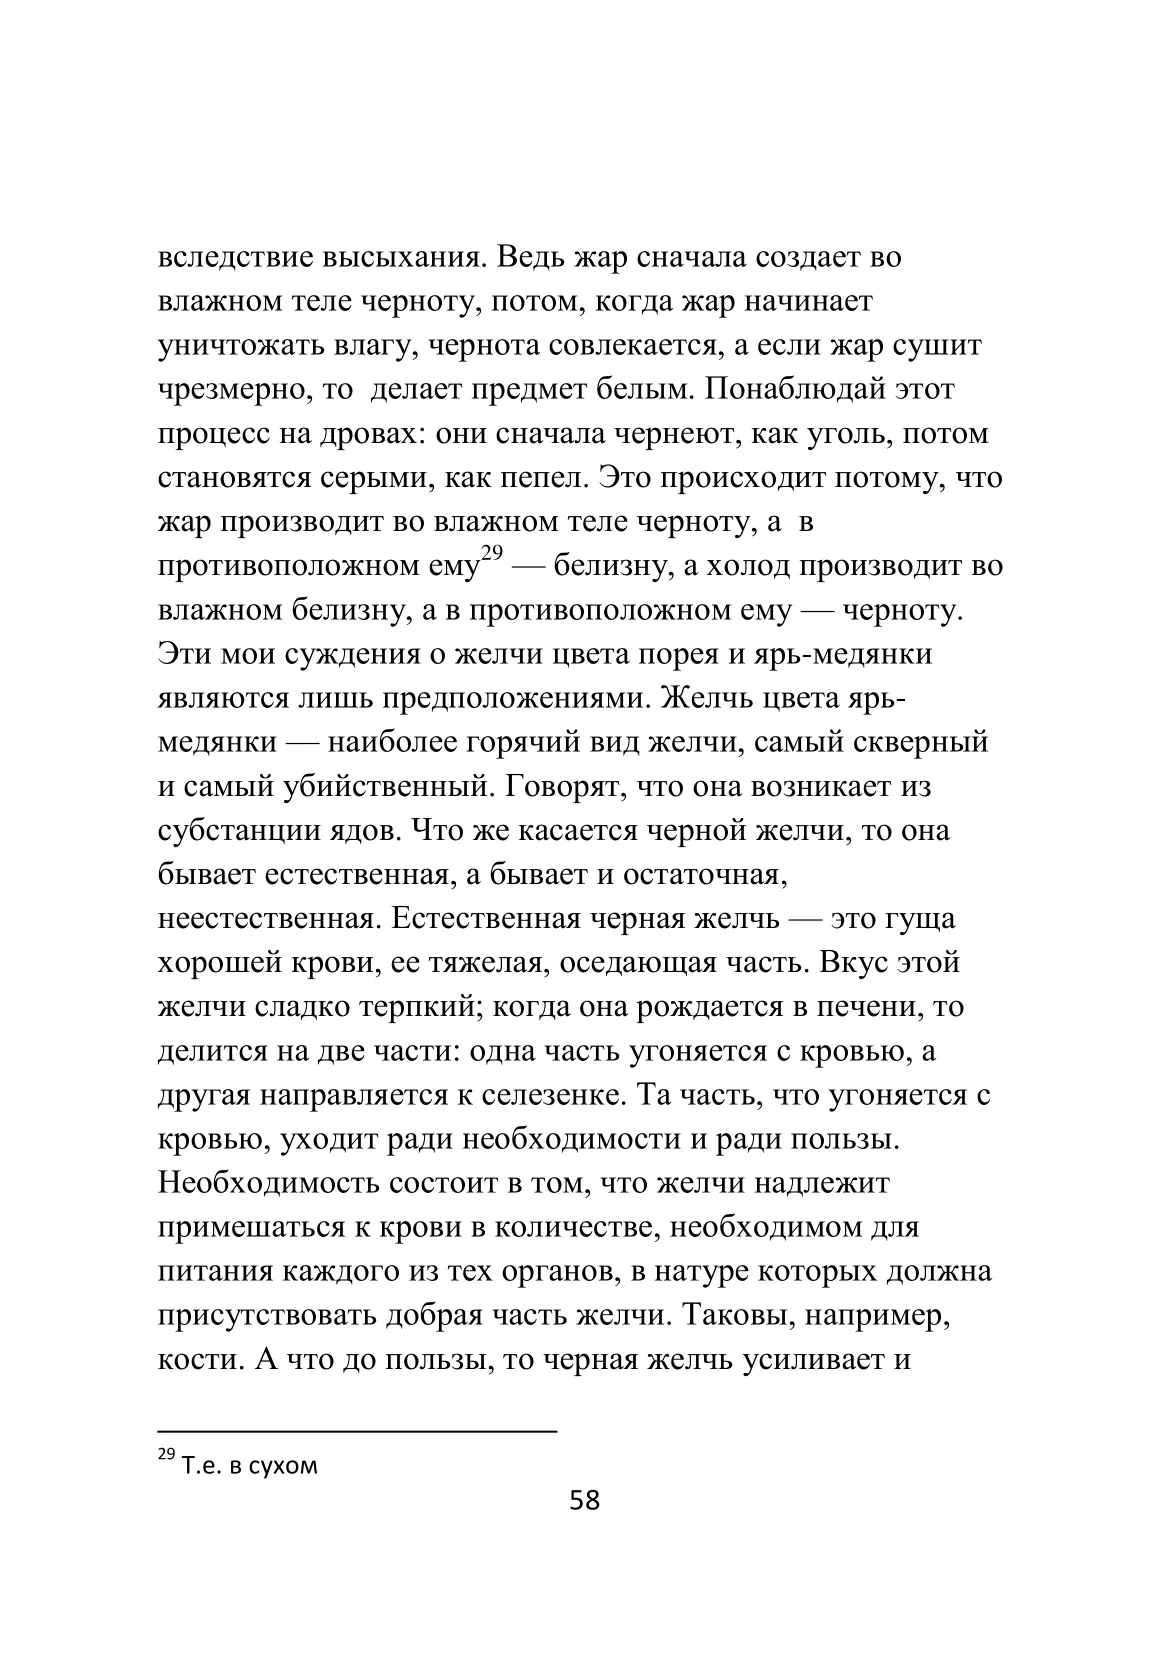 вследствие высыхания. Ведь жар сначала создает во
влажном теле черноту, потом, когда жар начинает
уничтожать влагу, чернота совлекается, а если жар сушит
чрезмерно, то  делает предмет белым. Понаблюдай этот
процесс на дровах: они сначала чернеют, как уголь, потом
становятся серыми, как пепел. Это происходит потому, что
жар производит во влажном теле черноту, а  в
противоположном ему29 — белизну, а холод производит во
влажном белизну, а в противоположном ему — черноту.
Эти мои суждения о желчи цвета порея и ярь-медянки
являются лишь предположениями. Желчь цвета ярь-
медянки — наиболее горячий вид желчи, самый скверный
и самый убийственный. Говорят, что она возникает из
субстанции ядов. Что же касается черной желчи, то она
бывает естественная, а бывает и остаточная,
неестественная. Естественная черная желчь — это гуща
хорошей крови, ее тяжелая, оседающая часть. Вкус этой
желчи сладко терпкий; когда она рождается в печени, то
делится на две части: одна часть угоняется с кровью, а
другая направляется к селезенке. Та часть, что угоняется с
кровью, уходит ради необходимости и ради пользы.
Необходимость состоит в том, что желчи надлежит
примешаться к крови в количестве, необходимом для
питания каждого из тех органов, в натуре которых должна
присутствовать добрая часть желчи. Таковы, например,
кости. А что до пользы, то черная желчь усиливает и
29 Т.е. в сухом
58